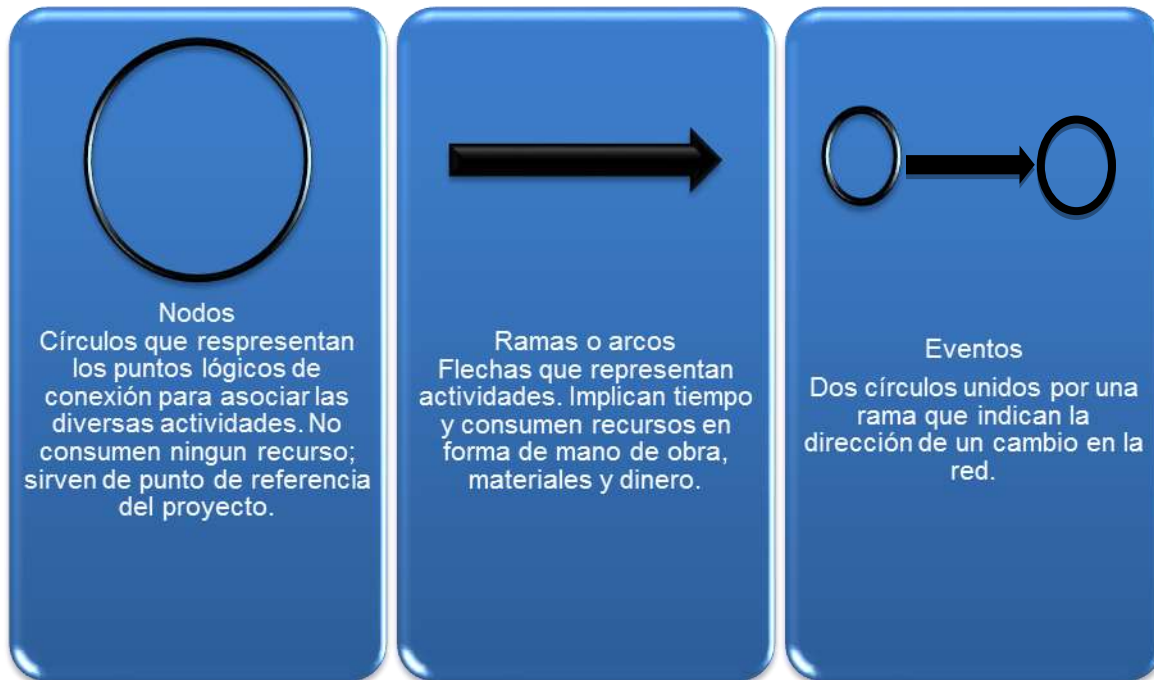 Nodos
Círculos que respresentan
los puntos lógicos de
conexión para asociar las
diversas actividades. No
consumen ningun recurso;
sirven de punto de referencia
del proyecto.
Ramas o arcos
Flechas que representan
actividades. Implican tiempo
y consumen recursos en
forma de mano de obra,
materiales y dinero.
Eventos
Dos círculos unidos por una
rama que indican la
dirección de un cambio en la
red.